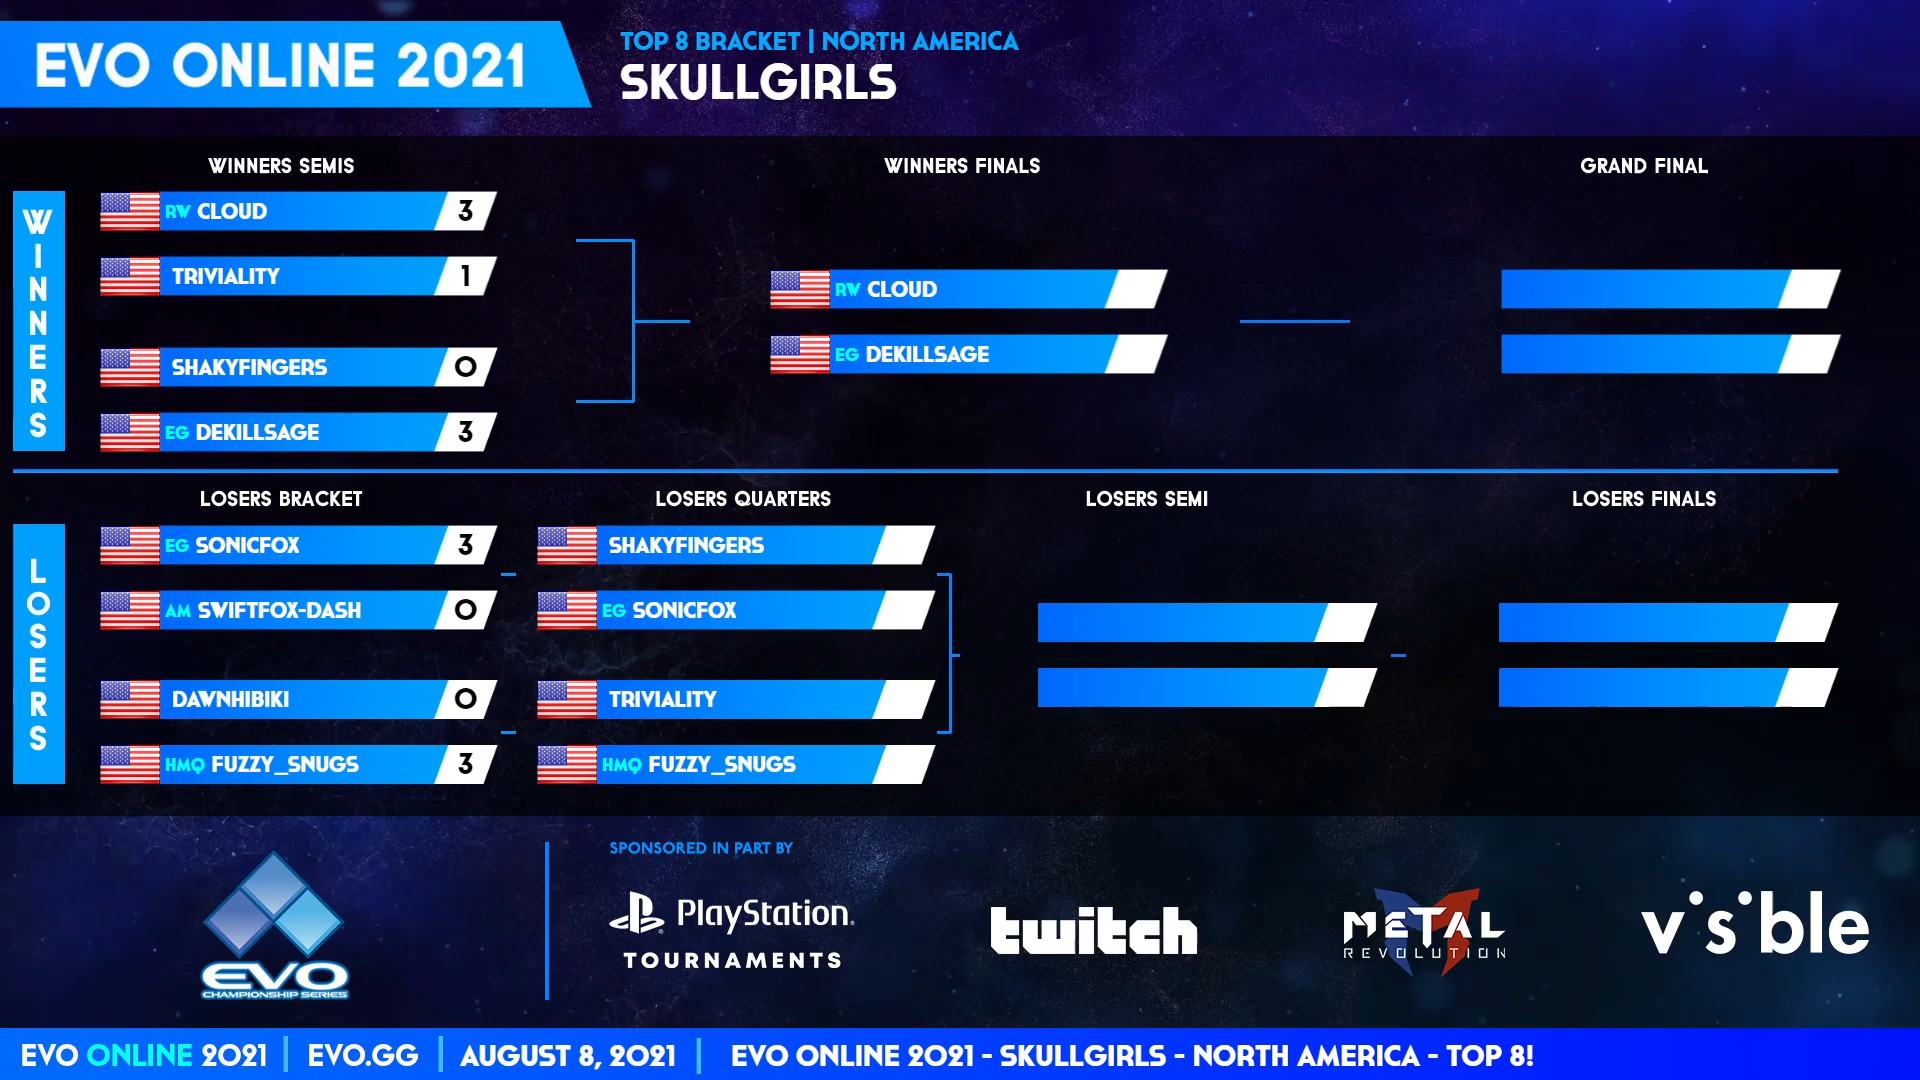 EVO ONLINE 2021
TOP 8 BRACKET | NORTH AMERICA
SKULLGIRLS
WINNERS SEMIS
WINNERS FINALS
GRAND FINAL
WINNERS
RW CLOUD 3
TRIVIALITY 1
SHAKYFINGERS 0
EG DEKILLSAGE 3
RW CLOUD
EG DEKILLSAGE
LOSERS BRACKET
LOSERS QUARTERS
LOSERS SEMI
LOSERS FINALS
LOSERS
EG SONICFOX 3
AM SWIFTFOX-DASH 0
DAWNHIBIKI 0
HMQ FUZZY_SNUGS 3
SHAKYFINGERS
EG SONICFOX
TRIVIALITY
HMQ FUZZY_SNUGS
EVO
CHAMPIONSHIP SERIES
SPONSORED IN PART BY
PlayStation.
TOURNAMENTS
twitch
METAL
REVOLUTION
visible
EVO ONLINE 2021 | EVO.GG | AUGUST 8, 2021 | EVO ONLINE 2021 - SKULLGIRLS - NORTH AMERICA - TOP 8!